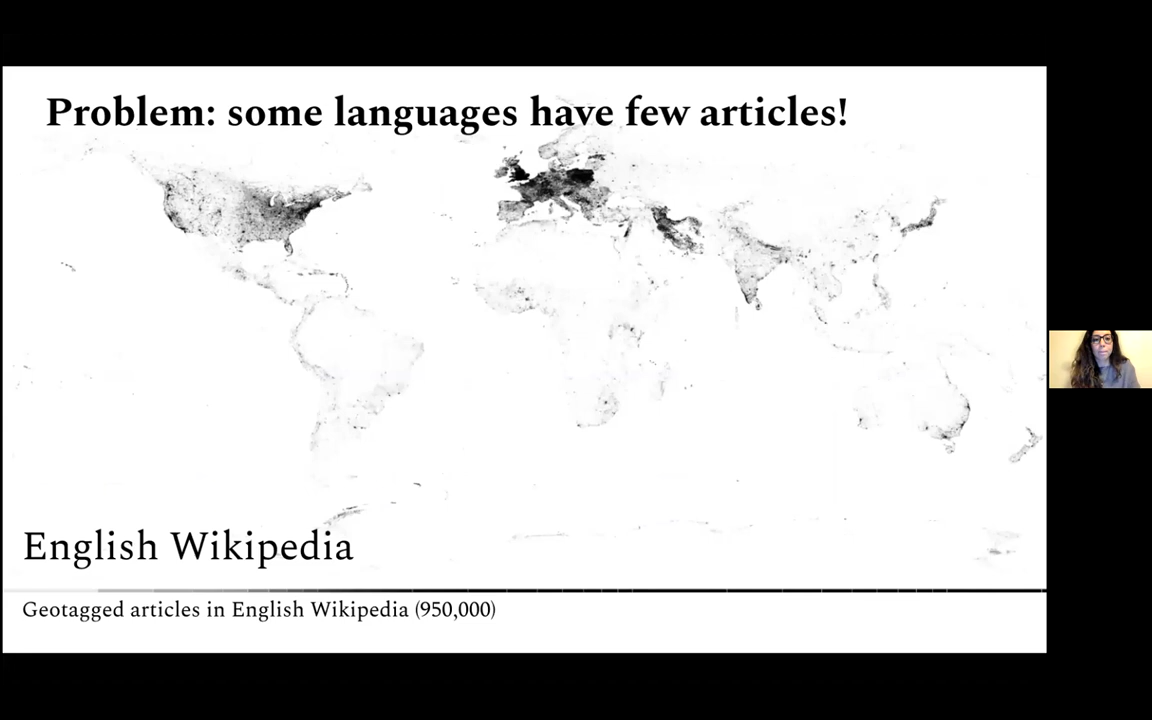 Problem: some languages have few articles!
English Wikipedia
Geotagged articles in English Wikipedia (950,000)